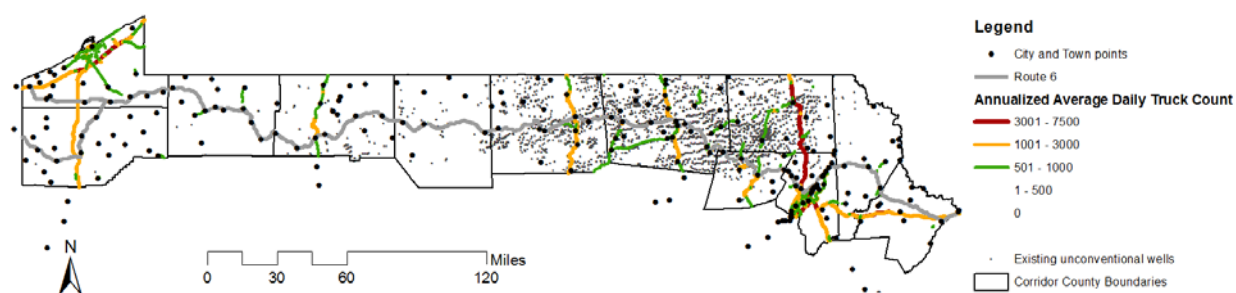 Legend
City and Town points
Route 6
Annualized Average Daily Truck Count
3001 - 7500
1001 - 3000
501 - 1000
1 - 500
0
Existing unconventional wells
Corridor County Boundaries
N
Miles
0 30 60 120